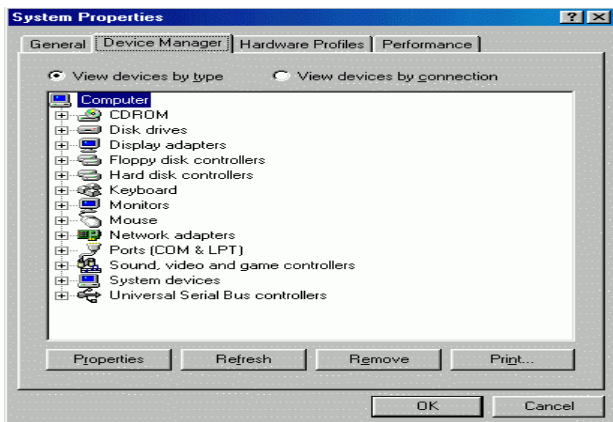 System Properties
General Device Manager Hardware Profiles Performance
View devices by type View devices by connection
Computer
CDROM
Disk drives
Display adapters
Floppy disk controllers
Hard disk controllers
Keyboard
Monitors
Mouse
Network adapters
Ports (COM & LPT)
Sound, video and game controllers
System devices
Universal Serial Bus controllers
Properties Refresh Remove Print...
OK Cancel